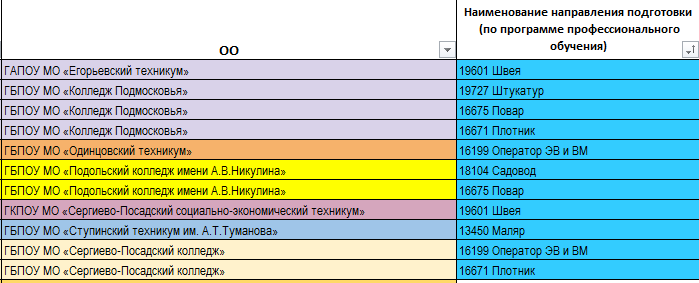 ОО
Наименование направления подготовки
(по программе профессионального
обучения)
ГАПОУ МО «Егорьевский техникум» 19601 Швея
ГБПОУ МО «Колледж Подмосковья» 19727 Штукатур
ГБПОУ МО «Колледж Подмосковья» 16675 Повар
ГБПОУ МО «Колледж Подмосковья» 16671 Плотник
ГБПОУ МО «Одинцовский техникум» 16199 Оператор ЭВ и ВМ
ГБПОУ МО «Подольский колледж имени А.В.Никулина» 18104 Садовод
ГБПОУ МО «Подольский колледж имени А.В.Никулина» 16675 Повар
ГКПОУ МО «Сергиево-Посадский социально-экономический техникум» 19601 Швея
ГБПОУ МО «Ступинский техникум им. А.Т.Туманова» 13450 Маляр
ГБПОУ МО «Сергиево-Посадский колледж» 16199 Оператор ЭВ и ВМ
ГБПОУ МО «Сергиево-Посадский колледж» 16671 Плотник